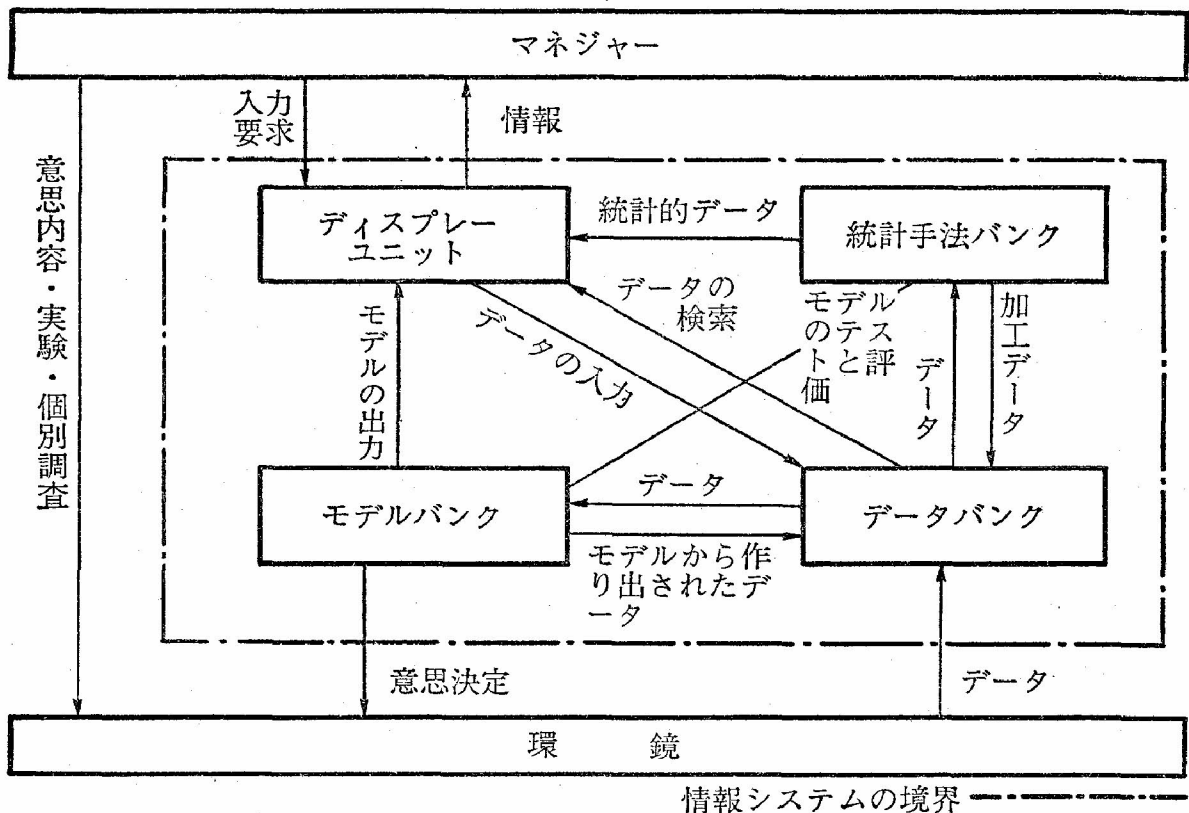 マネジャー
入力
要求
情報
意思内容・実験・個別調査
ディスプレー
ユニット
統計的データ
統計手法バンク
データの
検索
モデル
のテス
トと評
価
加工データ
データ
モデルの出力
データの入力
モデルバンク
データ
データバンク
モデルから作
り出されたデ
ータ
意思決定
データ
環鏡
情報システムの境界